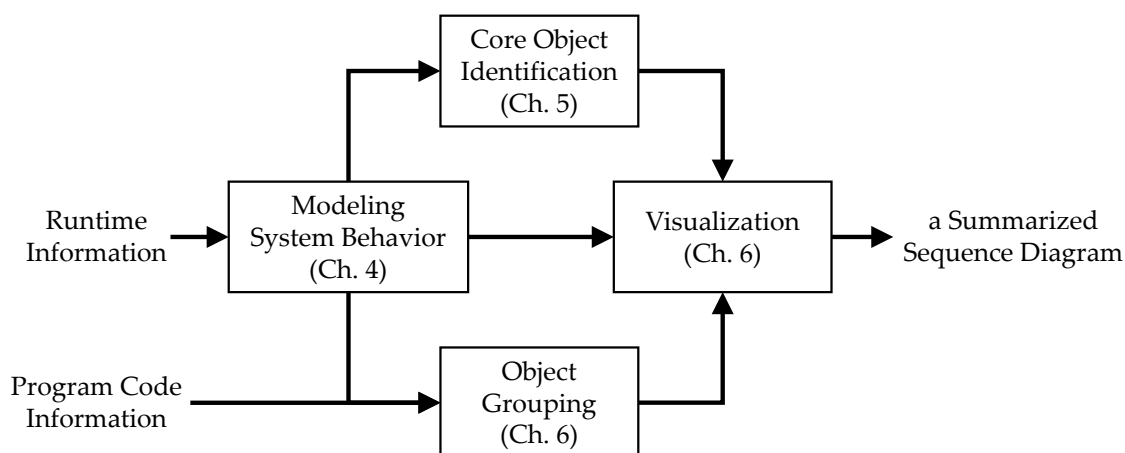 Core Object
Identification
(Ch. 5)
Runtime
Information
Modeling
System Behavior
(Ch. 4)
Visualization
(Ch. 6)
a Summarized
Sequence Diagram
Program Code
Information
Object
Grouping
(Ch. 6)